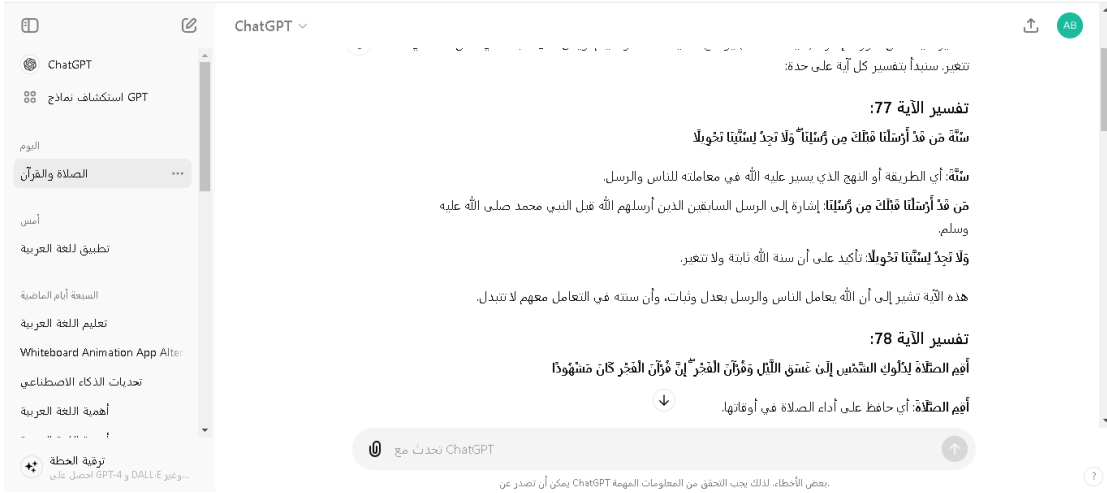 ChatGPT
AB
ChatGPT
استكشاف نماذج GPT
اليوم
الصلاة والقرآن
أمس
تطبيق للغة العربية
السبعة أيام الماضية
تعليم اللغة العربية
Whiteboard Animation App Alter
تحديات الذكاء الاصطناعي
أهمية اللغة العربية
ترقية الخطة
احصل على GPT-4 و DALL·E وغير...
تتغير. سنبدأ بتفسير كل آية على حدة:
تفسير الآية 77:
سُنَّةَ مَن قَدْ أَرْسَلْنَا قَبْلَكَ مِن رُّسُلِنَا ۖ وَلَا تَجِدُ لِسُنَّتِنَا تَحْوِيلًا
سُنَّةَ: أي الطريقة أو النهج الذي يسير عليه الله في معاملته للناس والرسل.
مَن قَدْ أَرْسَلْنَا قَبْلَكَ مِن رُّسُلِنَا: إشارة إلى الرسل السابقين الذين أرسلهم الله قبل النبي محمد صلى الله عليه
وسلم.
وَلَا تَجِدُ لِسُنَّتِنَا تَحْوِيلًا: تأكيد على أن سنة الله ثابتة ولا تتغير.
هذه الآية تشير إلى أن الله يعامل الناس والرسل بعدل وثبات، وأن سنته في التعامل معهم لا تتبدل.
تفسير الآية 78:
أَقِمِ الصَّلَاةَ لِدُلُوكِ الشَّمْسِ إِلَىٰ غَسَقِ اللَّيْلِ وَقُرْآنَ الْفَجْرِ ۖ إِنَّ قُرْآنَ الْفَجْرِ كَانَ مَشْهُودًا
أَقِمِ الصَّلَاةَ: أي حافظ على أداء الصلاة في أوقاتها.
تحدث مع ChatGPT
يمكن أن تصدر عن ChatGPT بعض الأخطاء. لذلك يجب التحقق من المعلومات المهمة.
?